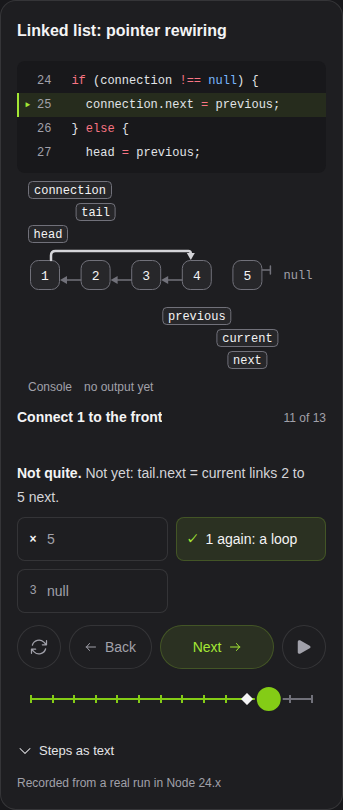 Linked list: pointer rewiring
24 if (connection !== null) {
▸ 25 connection.next = previous;
26 } else {
27 head = previous;
connection
tail
head
1 2 3 4 5 null
previous
current
next
Console no output yet
Connect 1 to the front 11 of 13
Not quite. Not yet: tail.next = current links 2 to
5 next.
× 5 ✓ 1 again: a loop
3 null
← Back Next →
Steps as text
Recorded from a real run in Node 24.x